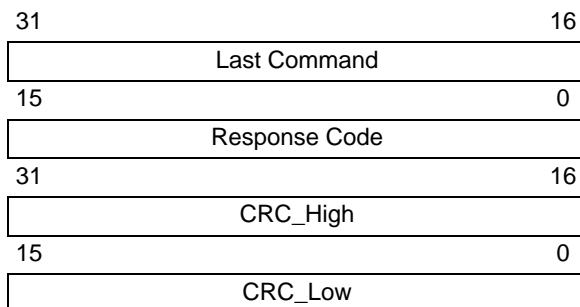 31 16
Last Command
15 0
Response Code
31 16
CRC_High
15 0
CRC_Low